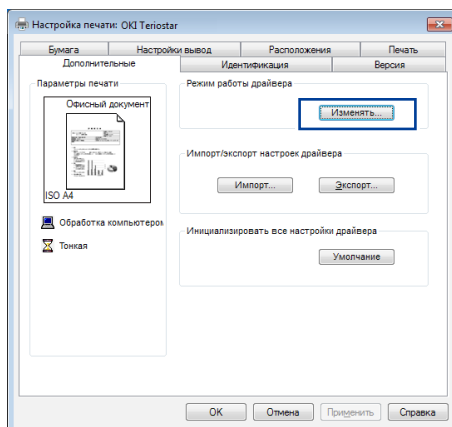 Настройка печати: OKI Teriostar
Бумага Настройки вывод Расположения Печать
Дополнительные Идентификация Версия
Параметры печати
Офисный документ
ISO A4
Обработка компьютером
Тонкая
Режим работы драйвера
Изменять...
Импорт/экспорт настроек драйвера
Импорт... Экспорт...
Инициализировать все настройки драйвера
Умолчание
OK Отмена Применить Справка